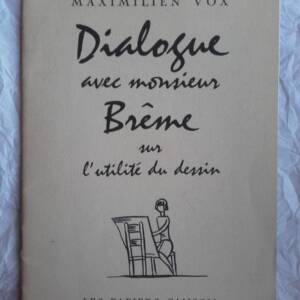 MAXIMILIEN VOX
Dialogue
avec monsieur
Brême
sur
l'utilité du dessin